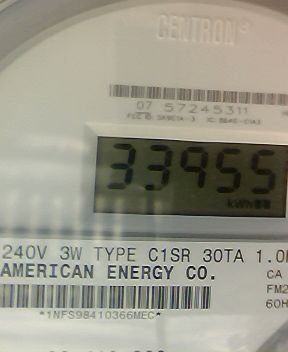 CENTRON®
07 57245311
33955
kWh
240V 3W TYPE C1SR 30TA 1.0
AMERICAN ENERGY CO.
CA
FM2
60H
*1NFS98410366MEC*